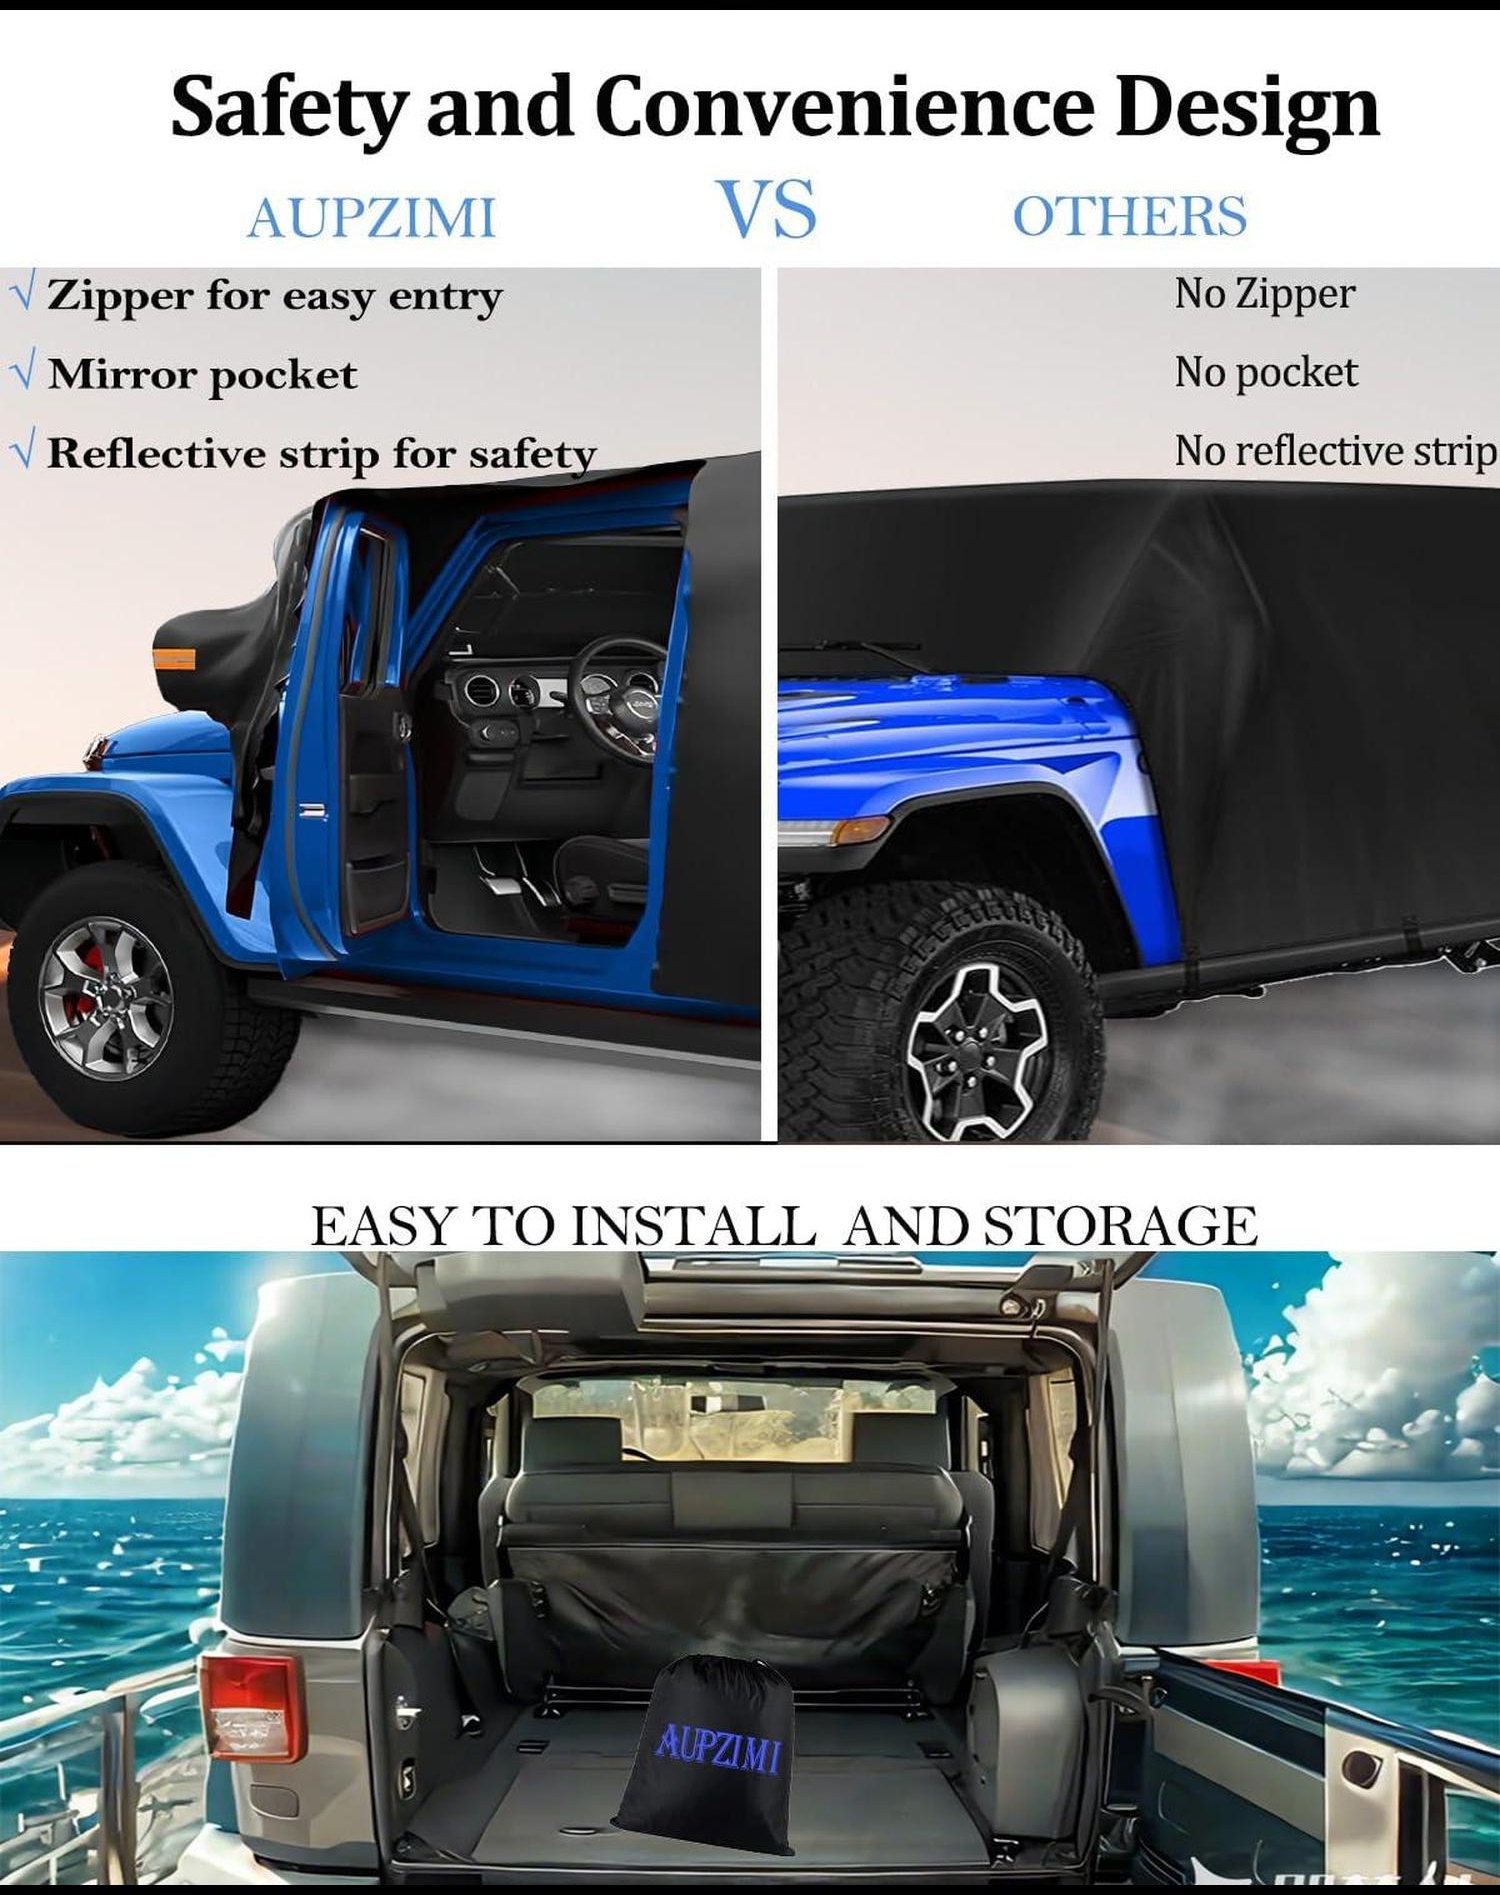 Safety and Convenience Design
AUPZIMI VS OTHERS
√ Zipper for easy entry
√ Mirror pocket
√ Reflective strip for safety
No Zipper
No pocket
No reflective strip
EASY TO INSTALL AND STORAGE
AUPZIMI